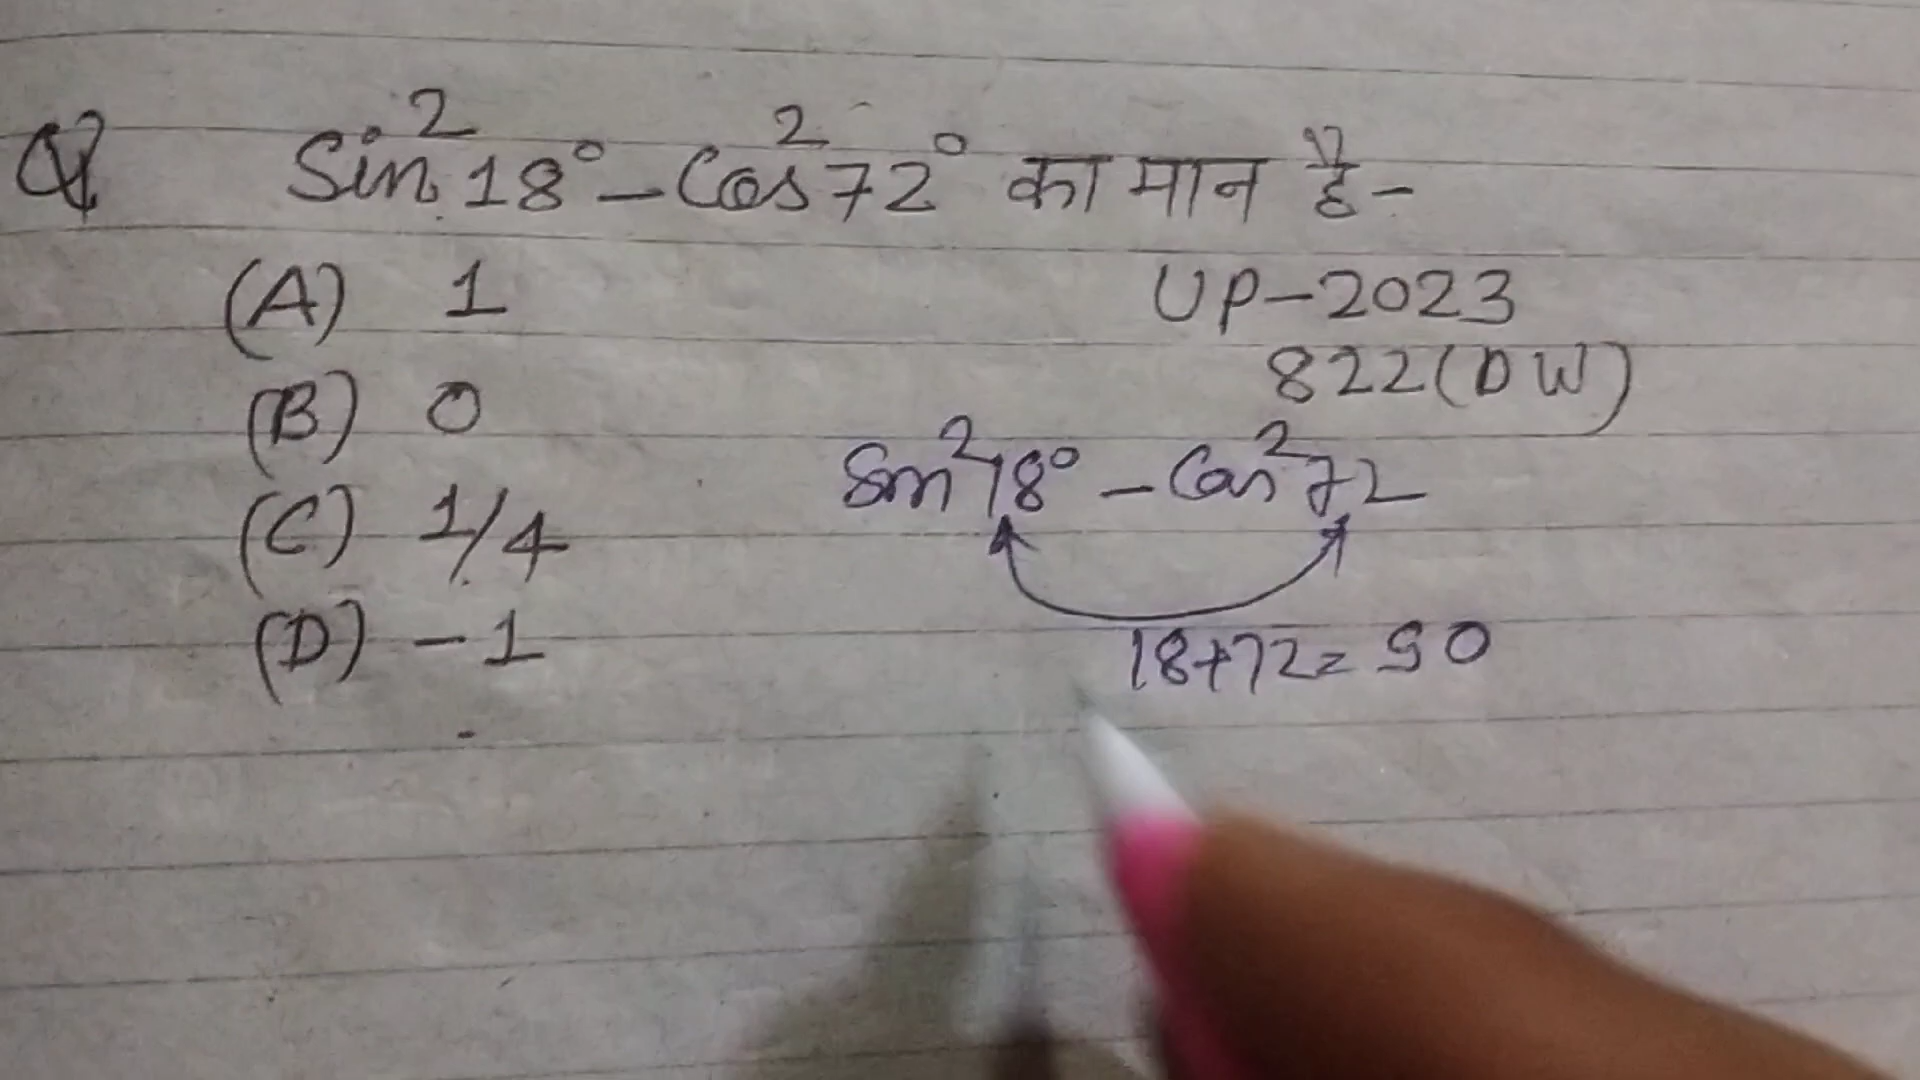 Q Sin²18° - Cos²72° का मान है-
(A) 1
UP-2023
822(DW)
(B) 0
(C) 1/4
(D) -1
Sin²18° - Cos²72
18+72=90